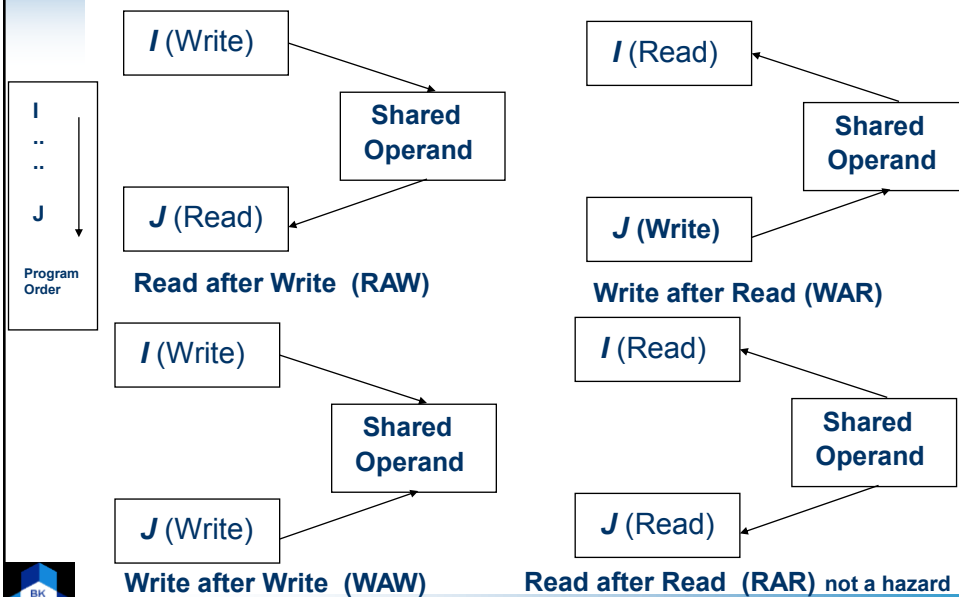 I
..
..
J
Program
Order
I (Write)
Shared
Operand
J (Read)
Read after Write (RAW)
I (Read)
Shared
Operand
J (Write)
Write after Read (WAR)
I (Write)
Shared
Operand
J (Write)
Write after Write (WAW)
I (Read)
Shared
Operand
J (Read)
Read after Read (RAR) not a hazard
BK